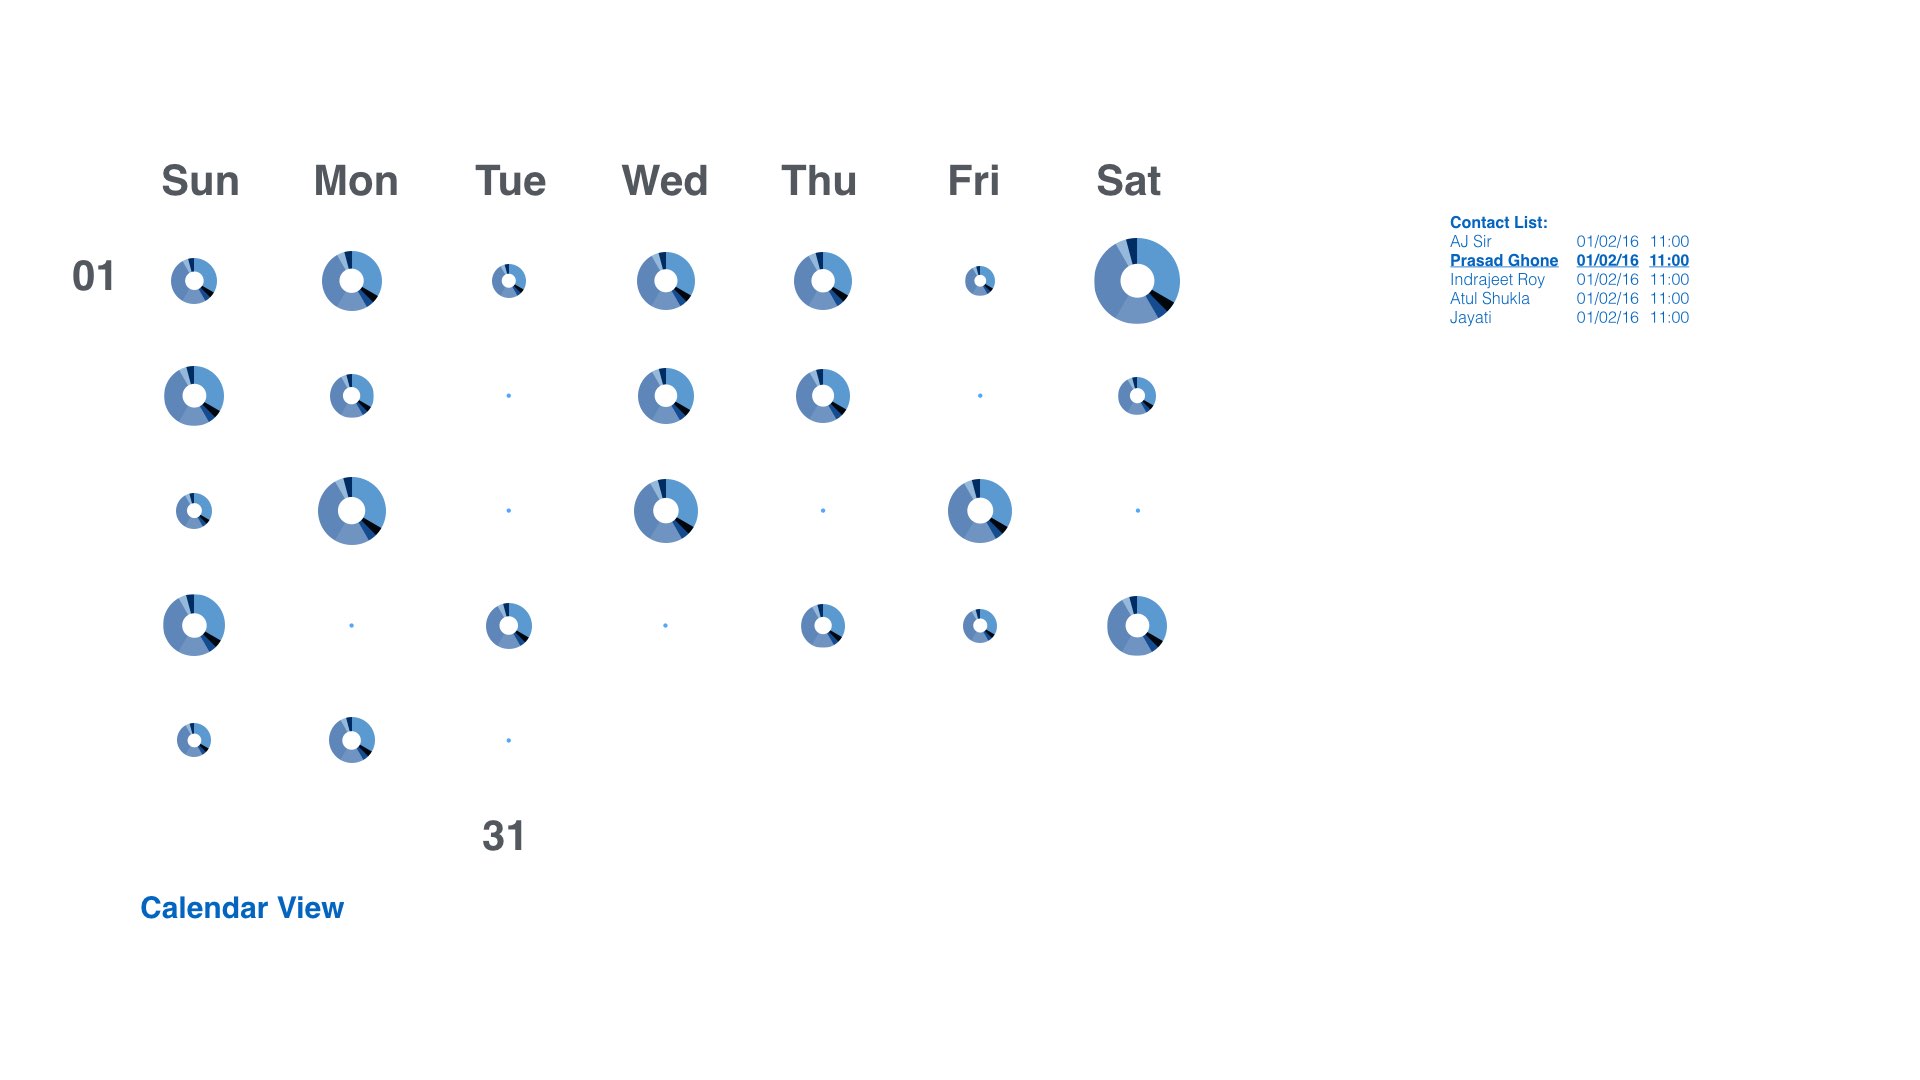 Sun Mon Tue Wed Thu Fri Sat
01
31
Calendar View
Contact List:
AJ Sir 01/02/16 11:00
Prasad Ghone 01/02/16 11:00
Indrajeet Roy 01/02/16 11:00
Atul Shukla 01/02/16 11:00
Jayati 01/02/16 11:00